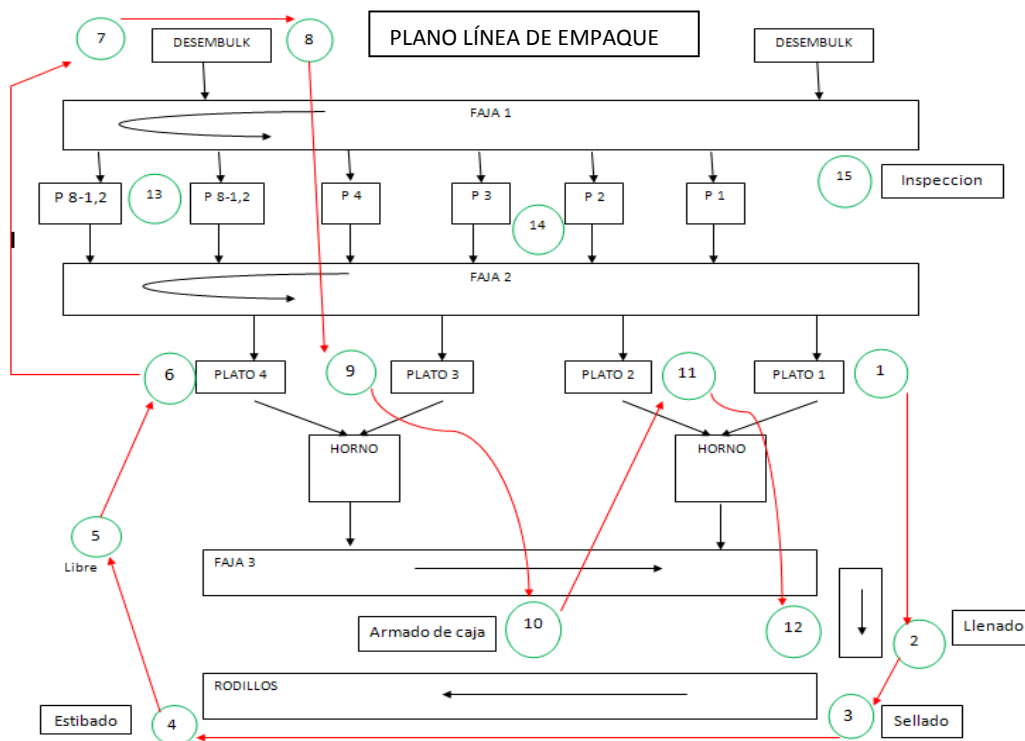 7
8
PLANO LÍNEA DE EMPAQUE
DESEMBULK
DESEMBULK
FAJA 1
P 8-1,2
13
P 8-1,2
P 4
P 3
14
P 2
P 1
15
Inspeccion
FAJA 2
6
PLATO 4
9
PLATO 3
PLATO 2
11
PLATO 1
1
HORNO
HORNO
5
Libre
FAJA 3
Armado de caja
10
12
2
Llenado
RODILLOS
Estibado
4
3
Sellado